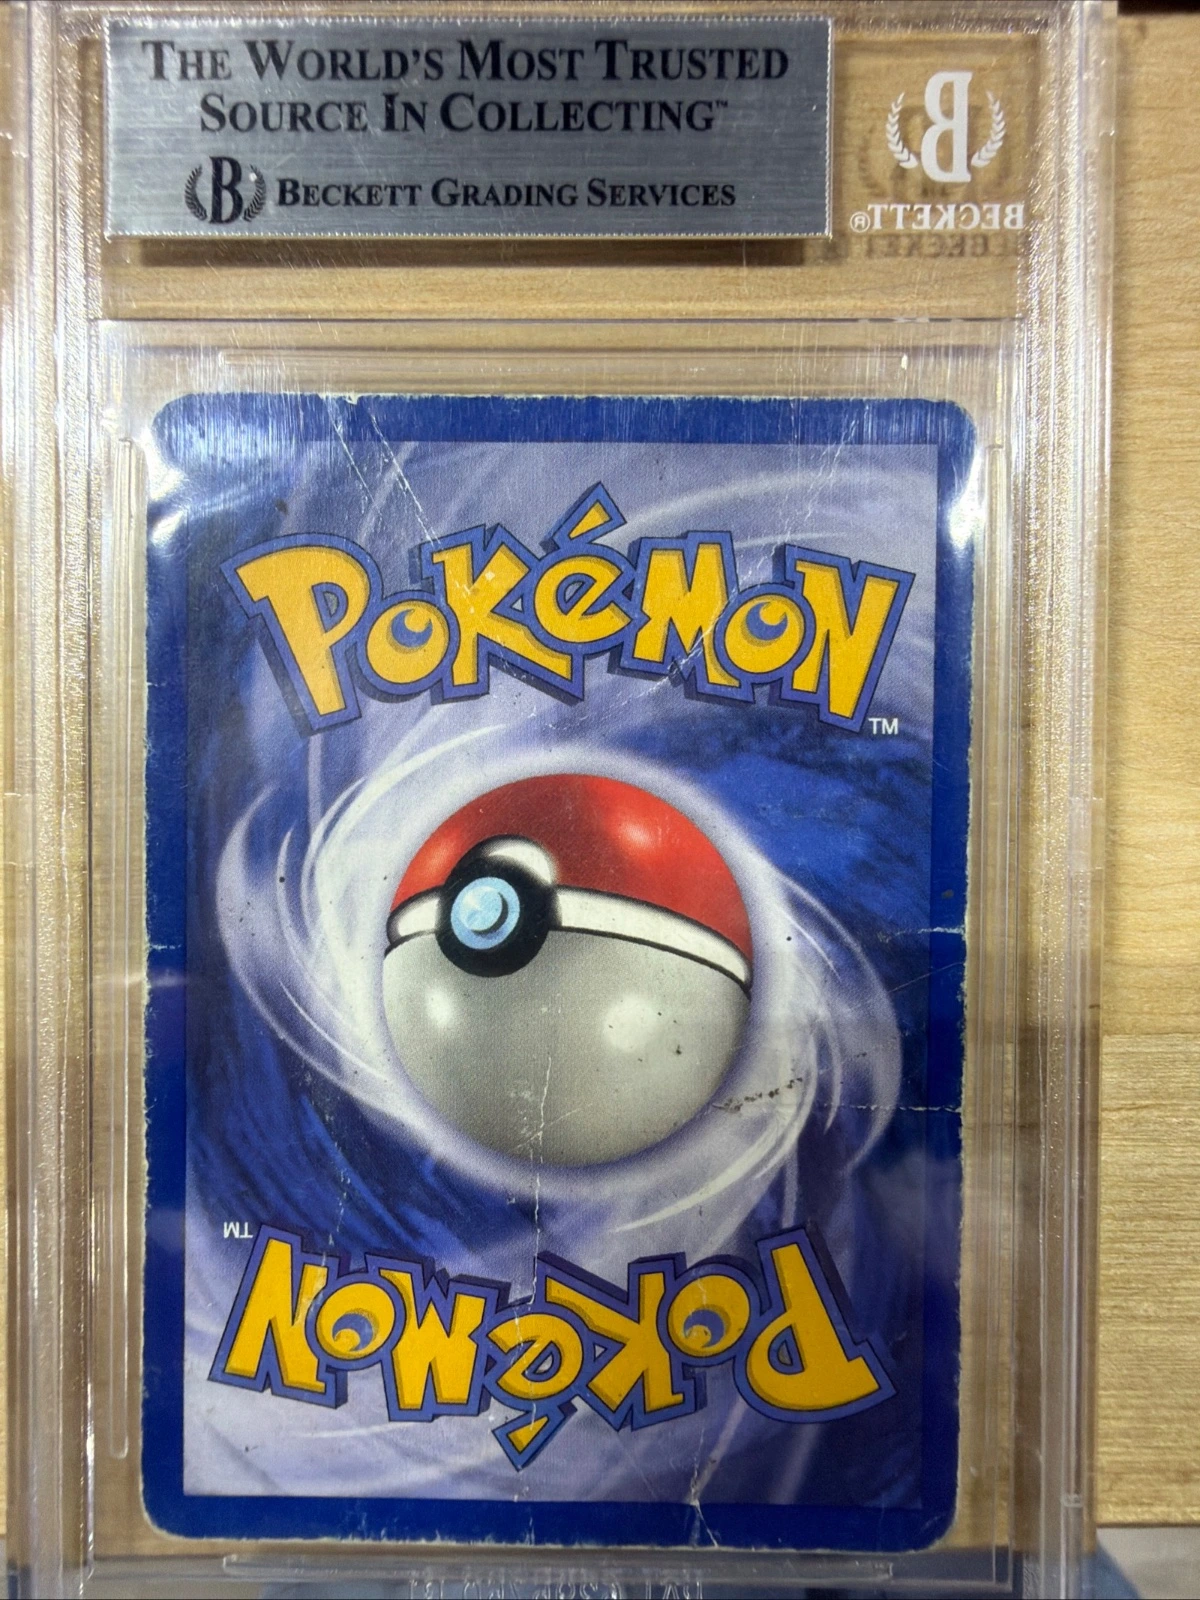 THE WORLD'S MOST TRUSTED
SOURCE IN COLLECTING™
B BECKETT GRADING SERVICES
B
BECKETT®
POKéMON
TM
TM
POKéMON